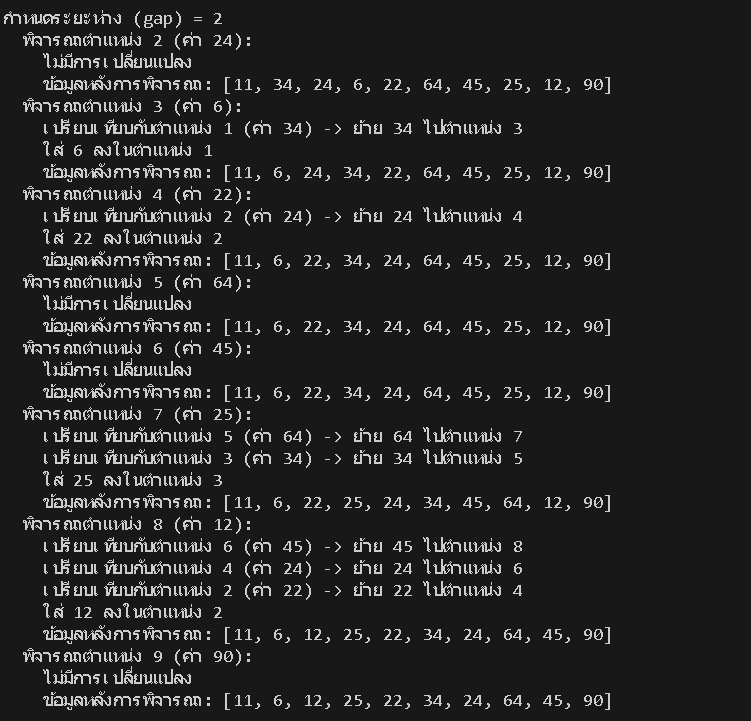 กำหนดระยะห่าง (gap) = 2
พิจารณาตำแหน่ง 2 (ค่า 24):
ไม่มีการเปลี่ยนแปลง
ข้อมูลหลังการพิจารณา: [11, 34, 24, 6, 22, 64, 45, 25, 12, 90]
พิจารณาตำแหน่ง 3 (ค่า 6):
เปรียบเทียบกับตำแหน่ง 1 (ค่า 34) -> ย้าย 34 ไปตำแหน่ง 3
ใส่ 6 ลงในตำแหน่ง 1
ข้อมูลหลังการพิจารณา: [11, 6, 24, 34, 22, 64, 45, 25, 12, 90]
พิจารณาตำแหน่ง 4 (ค่า 22):
เปรียบเทียบกับตำแหน่ง 2 (ค่า 24) -> ย้าย 24 ไปตำแหน่ง 4
ใส่ 22 ลงในตำแหน่ง 2
ข้อมูลหลังการพิจารณา: [11, 6, 22, 34, 24, 64, 45, 25, 12, 90]
พิจารณาตำแหน่ง 5 (ค่า 64):
ไม่มีการเปลี่ยนแปลง
ข้อมูลหลังการพิจารณา: [11, 6, 22, 34, 24, 64, 45, 25, 12, 90]
พิจารณาตำแหน่ง 6 (ค่า 45):
ไม่มีการเปลี่ยนแปลง
ข้อมูลหลังการพิจารณา: [11, 6, 22, 34, 24, 64, 45, 25, 12, 90]
พิจารณาตำแหน่ง 7 (ค่า 25):
เปรียบเทียบกับตำแหน่ง 5 (ค่า 64) -> ย้าย 64 ไปตำแหน่ง 7
เปรียบเทียบกับตำแหน่ง 3 (ค่า 34) -> ย้าย 34 ไปตำแหน่ง 5
ใส่ 25 ลงในตำแหน่ง 3
ข้อมูลหลังการพิจารณา: [11, 6, 22, 25, 24, 34, 45, 64, 12, 90]
พิจารณาตำแหน่ง 8 (ค่า 12):
เปรียบเทียบกับตำแหน่ง 6 (ค่า 45) -> ย้าย 45 ไปตำแหน่ง 8
เปรียบเทียบกับตำแหน่ง 4 (ค่า 24) -> ย้าย 24 ไปตำแหน่ง 6
เปรียบเทียบกับตำแหน่ง 2 (ค่า 22) -> ย้าย 22 ไปตำแหน่ง 4
ใส่ 12 ลงในตำแหน่ง 2
ข้อมูลหลังการพิจารณา: [11, 6, 12, 25, 22, 34, 24, 64, 45, 90]
พิจารณาตำแหน่ง 9 (ค่า 90):
ไม่มีการเปลี่ยนแปลง
ข้อมูลหลังการพิจารณา: [11, 6, 12, 25, 22, 34, 24, 64, 45, 90]